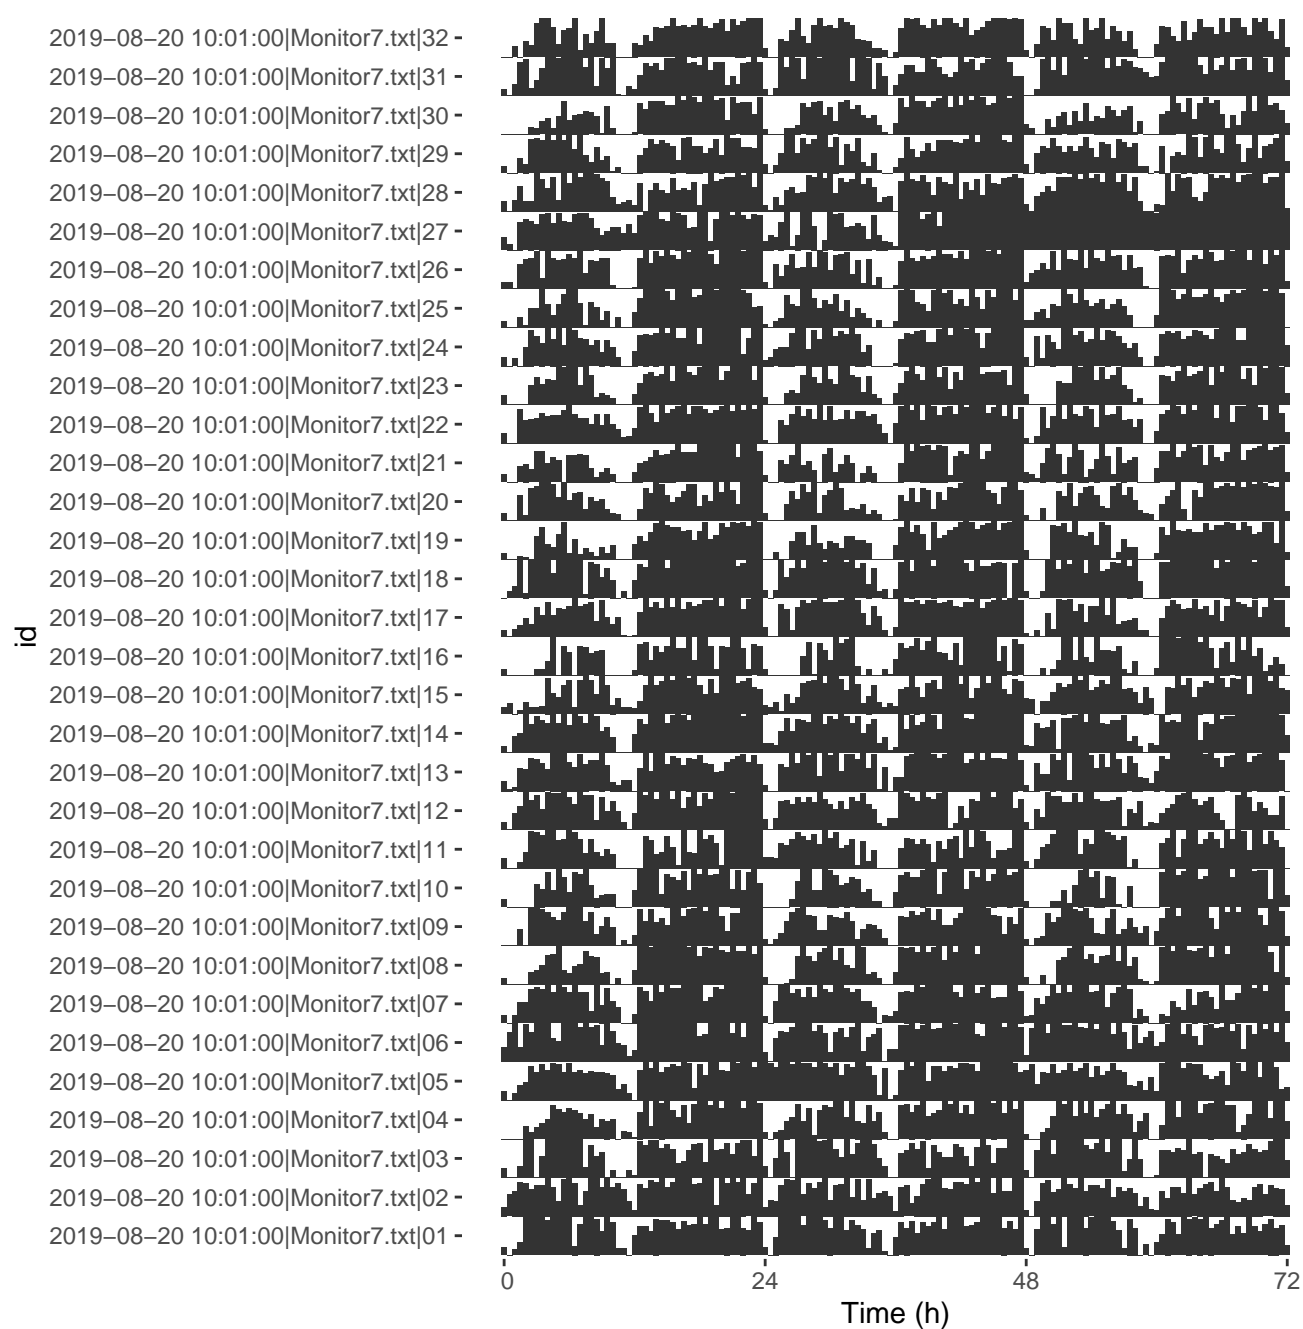 2019−08−20 10:01:00|Monitor7.txt|32
2019−08−20 10:01:00|Monitor7.txt|31
2019−08−20 10:01:00|Monitor7.txt|30
2019−08−20 10:01:00|Monitor7.txt|29
2019−08−20 10:01:00|Monitor7.txt|28
2019−08−20 10:01:00|Monitor7.txt|27
2019−08−20 10:01:00|Monitor7.txt|26
2019−08−20 10:01:00|Monitor7.txt|25
2019−08−20 10:01:00|Monitor7.txt|24
2019−08−20 10:01:00|Monitor7.txt|23
2019−08−20 10:01:00|Monitor7.txt|22
2019−08−20 10:01:00|Monitor7.txt|21
2019−08−20 10:01:00|Monitor7.txt|20
2019−08−20 10:01:00|Monitor7.txt|19
2019−08−20 10:01:00|Monitor7.txt|18
2019−08−20 10:01:00|Monitor7.txt|17
2019−08−20 10:01:00|Monitor7.txt|16
2019−08−20 10:01:00|Monitor7.txt|15
2019−08−20 10:01:00|Monitor7.txt|14
2019−08−20 10:01:00|Monitor7.txt|13
2019−08−20 10:01:00|Monitor7.txt|12
2019−08−20 10:01:00|Monitor7.txt|11
2019−08−20 10:01:00|Monitor7.txt|10
2019−08−20 10:01:00|Monitor7.txt|09
2019−08−20 10:01:00|Monitor7.txt|08
2019−08−20 10:01:00|Monitor7.txt|07
2019−08−20 10:01:00|Monitor7.txt|06
2019−08−20 10:01:00|Monitor7.txt|05
2019−08−20 10:01:00|Monitor7.txt|04
2019−08−20 10:01:00|Monitor7.txt|03
2019−08−20 10:01:00|Monitor7.txt|02
2019−08−20 10:01:00|Monitor7.txt|01
id
0 24 48 72
Time (h)